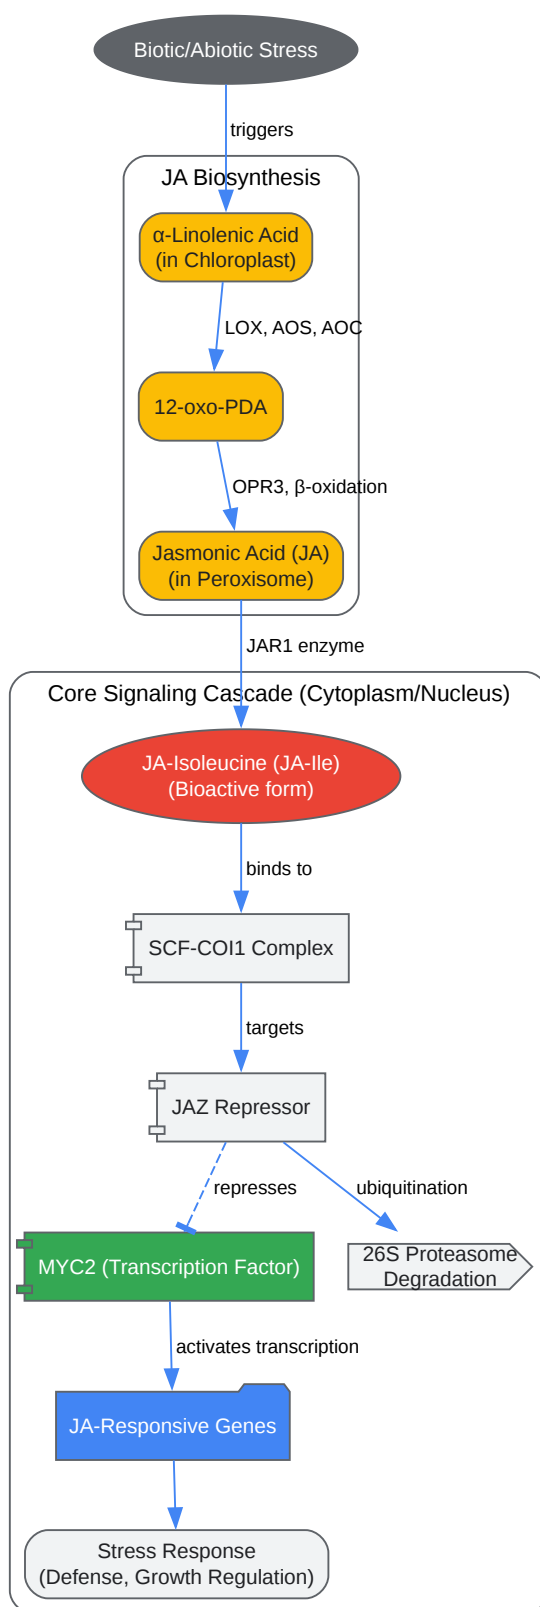 Biotic/Abiotic Stress
triggers
JA Biosynthesis
α-Linolenic Acid
(in Chloroplast)
LOX, AOS, AOC
12-oxo-PDA
OPR3, β-oxidation
Jasmonic Acid (JA)
(in Peroxisome)
JAR1 enzyme
Core Signaling Cascade (Cytoplasm/Nucleus)
JA-Isoleucine (JA-Ile)
(Bioactive form)
binds to
SCF-COI1 Complex
targets
JAZ Repressor
represses
ubiquitination
MYC2 (Transcription Factor)
26S Proteasome
Degradation
activates transcription
JA-Responsive Genes
Stress Response
(Defense, Growth Regulation)